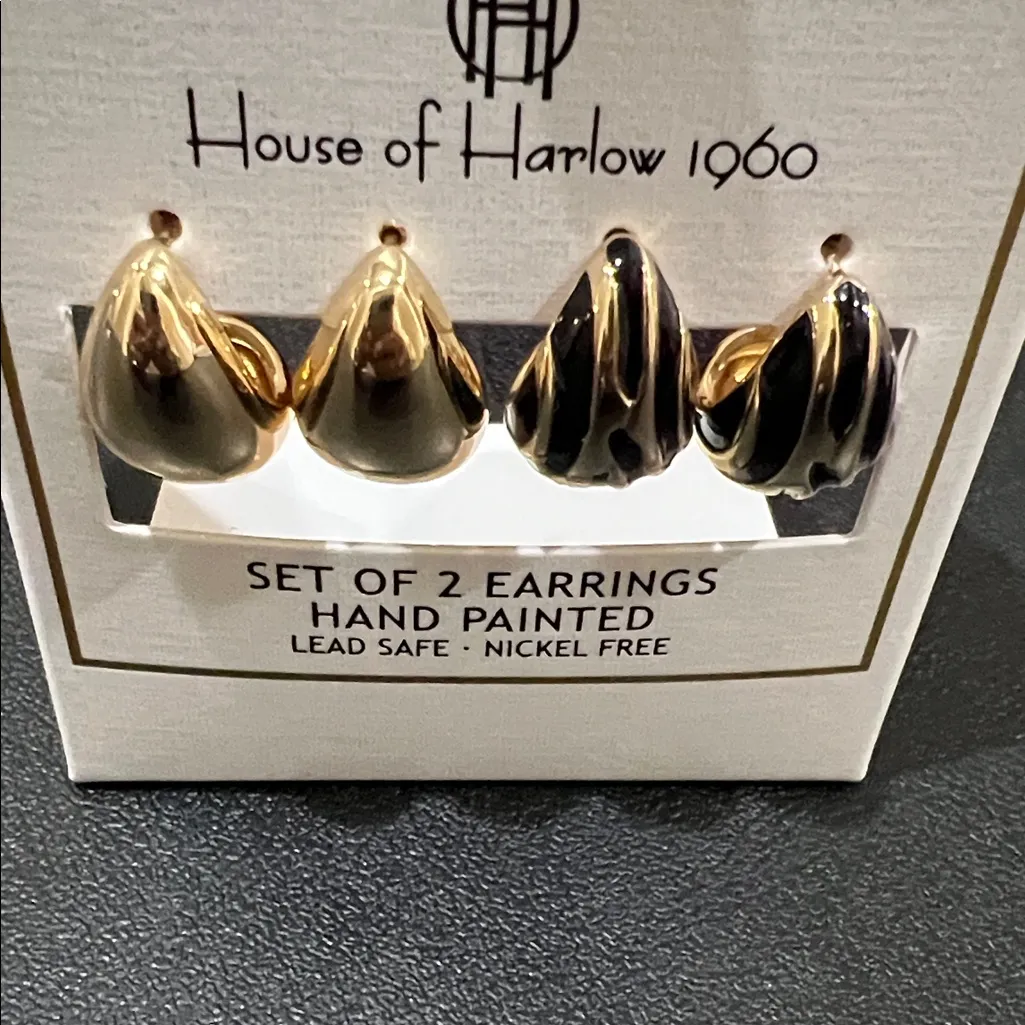 House of Harlow 1960
SET OF 2 EARRINGS
HAND PAINTED
LEAD SAFE · NICKEL FREE